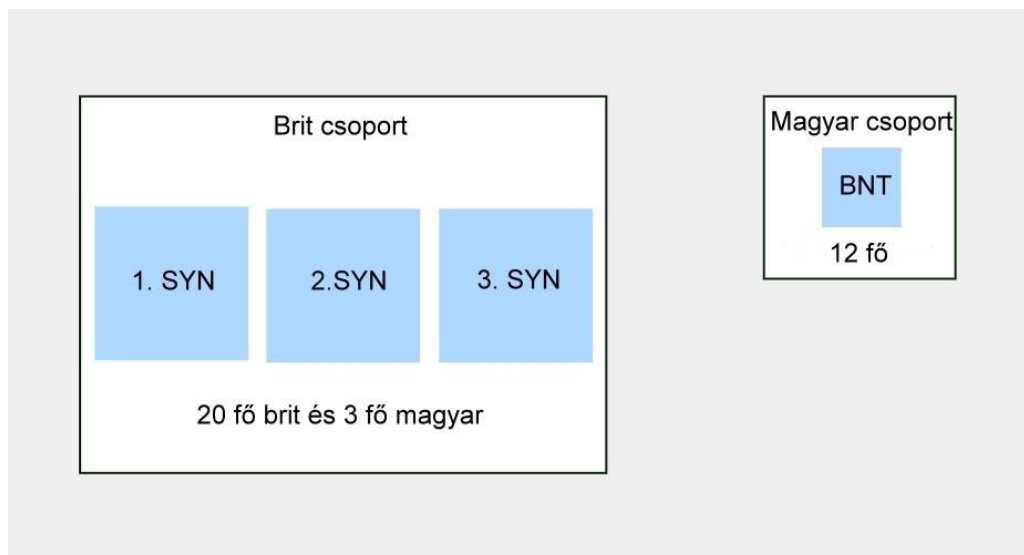 Brit csoport
1. SYN
2.SYN
3. SYN
20 fő brit és 3 fő magyar
Magyar csoport
BNT
12 fő